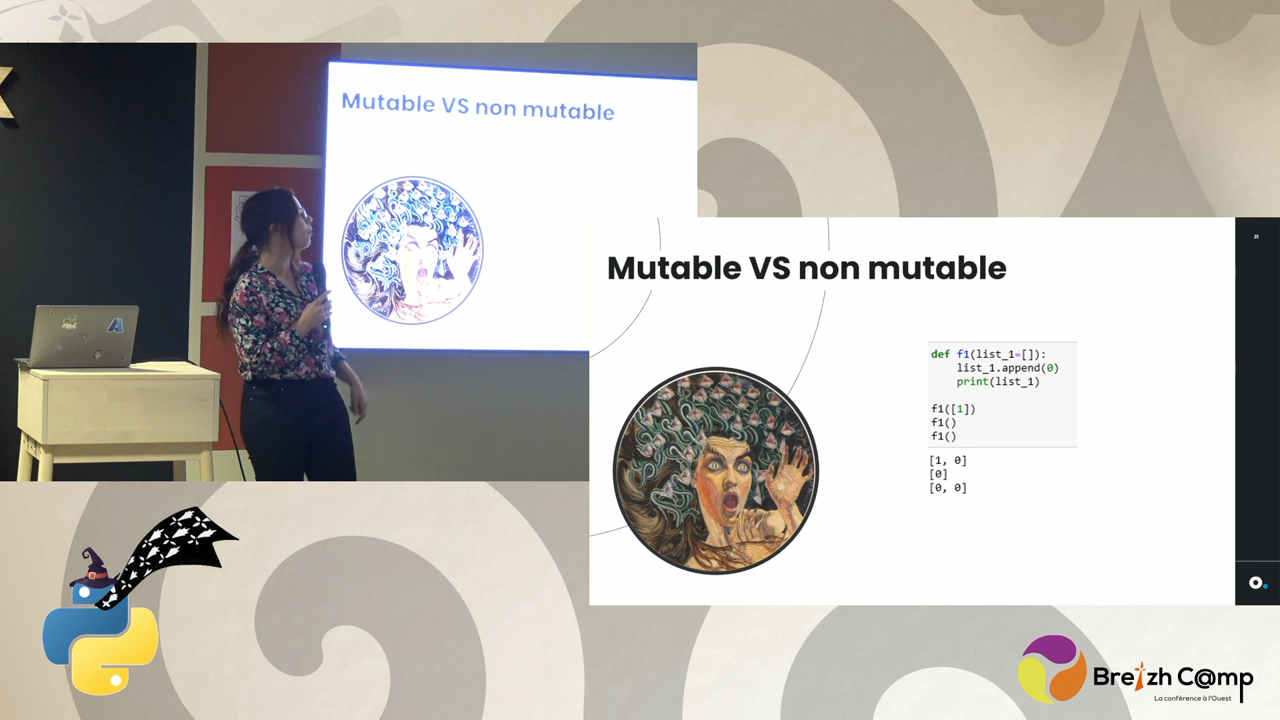 Mutable VS non mutable
Mutable VS non mutable
21
def f1(list_1=[]):
    list_1.append(0)
    print(list_1)
f1([1])
f1()
f1()
[1, 0]
[0]
[0, 0]
Breizh C@mp
La conférence à l'Ouest